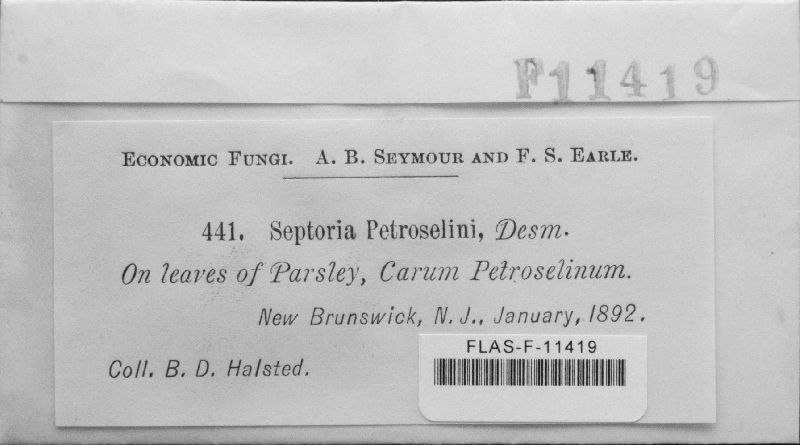 F11419
ECONOMIC FUNGI. A. B. SEYMOUR AND F. S. EARLE.
441. Septoria Petroselini, Desm.
On leaves of Parsley, Carum Petroselinum.
New Brunswick, N. J., January, 1892.
FLAS-F-11419
Coll. B. D. Halsted.